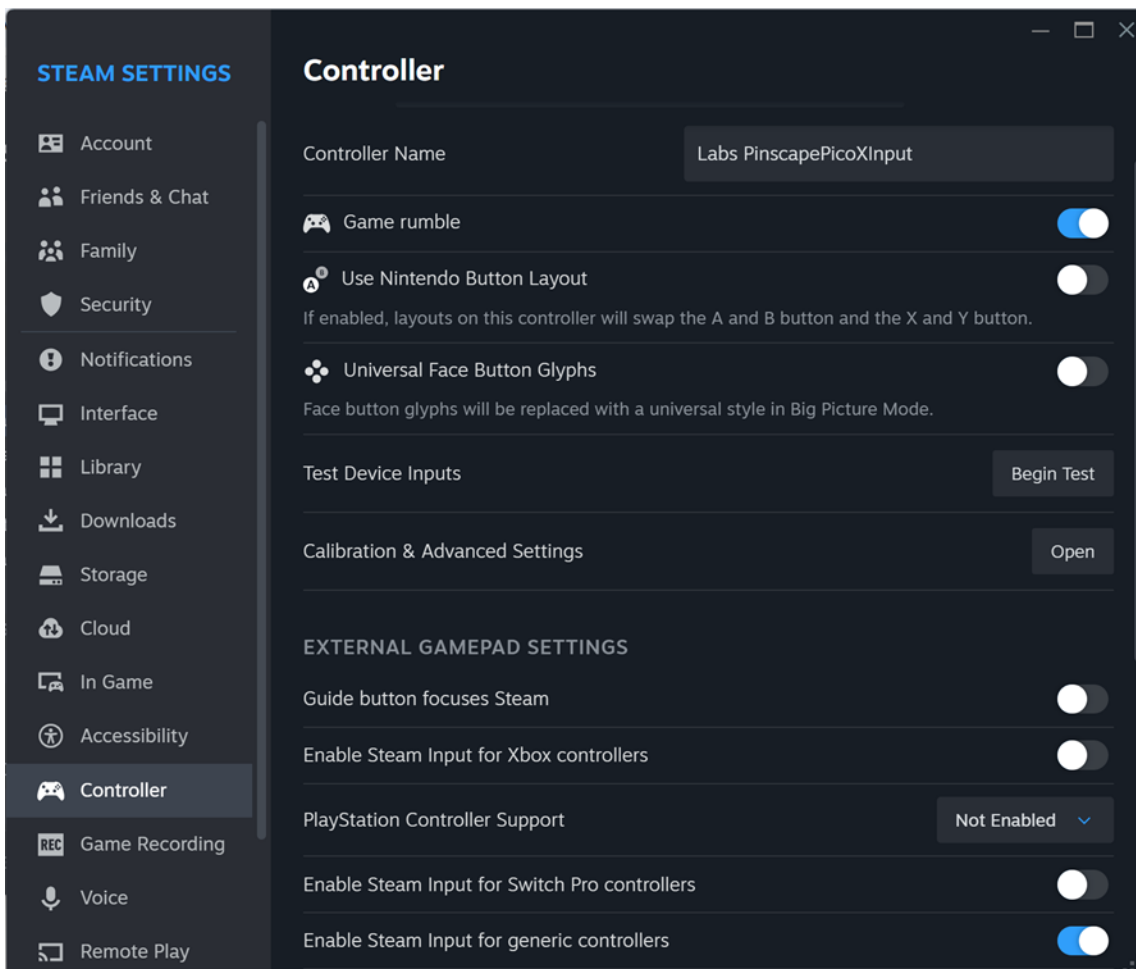 STEAM SETTINGS
Account
Friends & Chat
Family
Security
Notifications
Interface
Library
Downloads
Storage
Cloud
In Game
Accessibility
Controller
REC Game Recording
Voice
Remote Play
Controller
Controller Name Labs PinscapePicoXInput
Game rumble
A B Use Nintendo Button Layout
If enabled, layouts on this controller will swap the A and B button and the X and Y button.
Universal Face Button Glyphs
Face button glyphs will be replaced with a universal style in Big Picture Mode.
Test Device Inputs Begin Test
Calibration & Advanced Settings Open
EXTERNAL GAMEPAD SETTINGS
Guide button focuses Steam
Enable Steam Input for Xbox controllers
PlayStation Controller Support Not Enabled
Enable Steam Input for Switch Pro controllers
Enable Steam Input for generic controllers